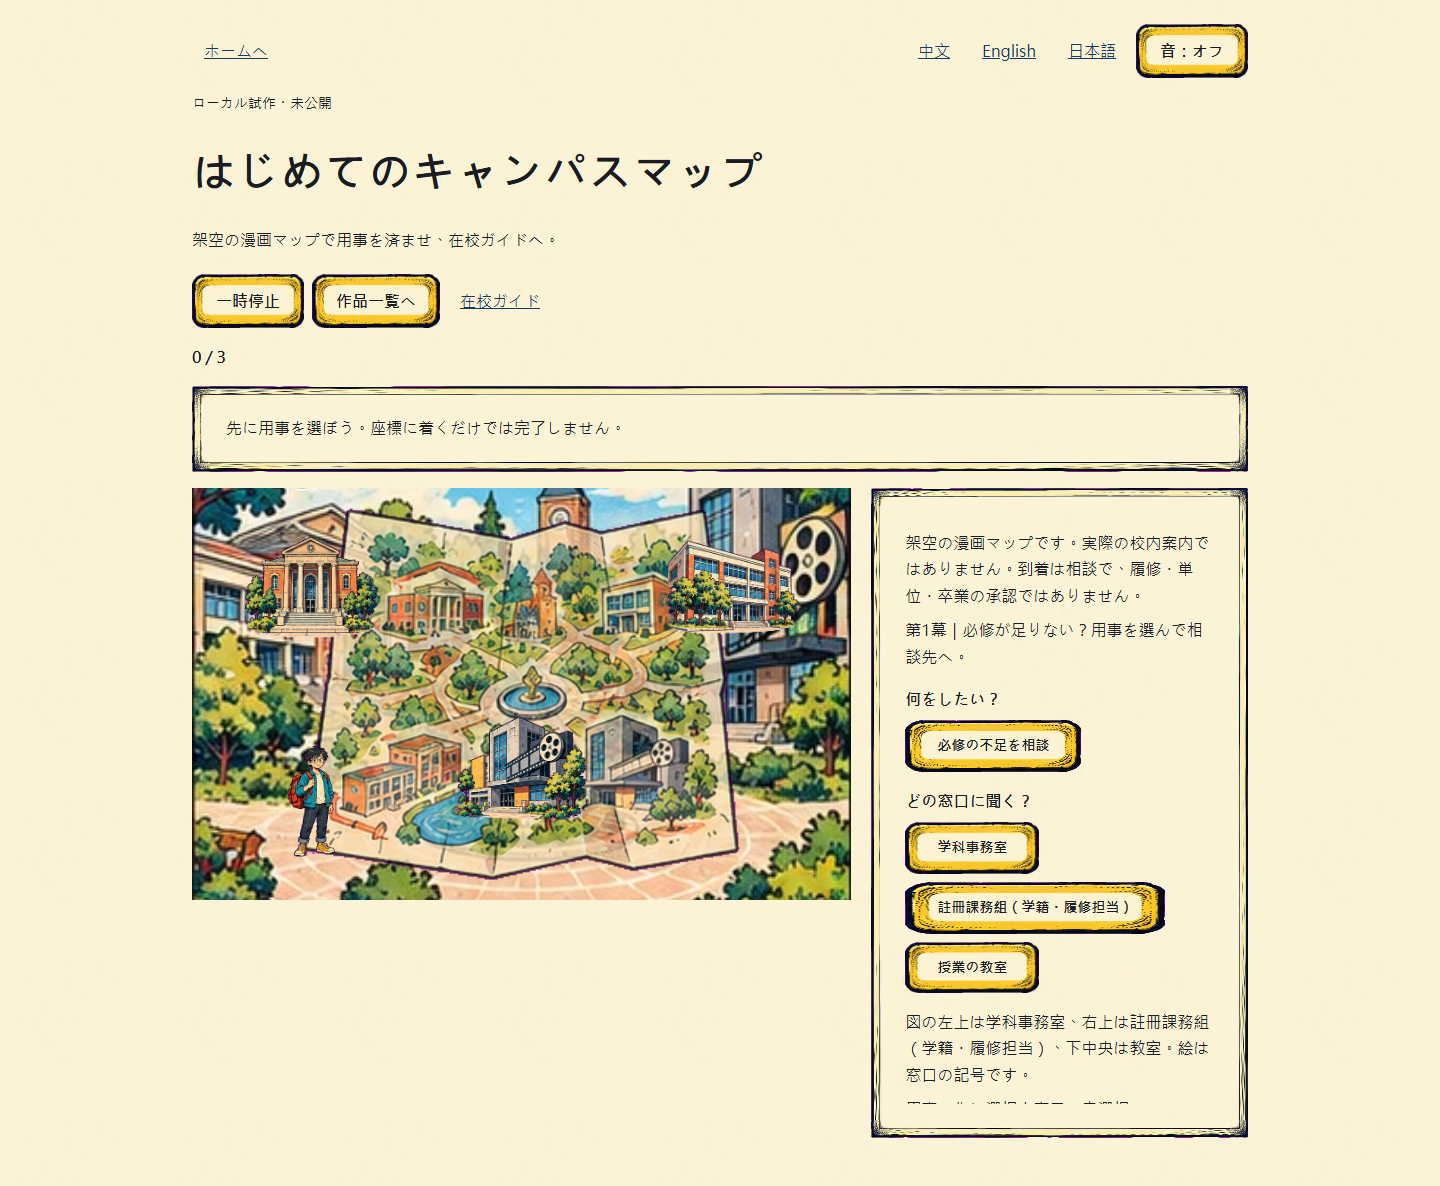 ホームへ
中文 English 日本語 音：オフ
ローカル試作・未公開
はじめてのキャンパスマップ
架空の漫画マップで用事を済ませ、在校ガイドへ。
一時停止 作品一覧へ 在校ガイド
0 / 3
先に用事を選ぼう。座標に着くだけでは完了しません。
架空の漫画マップです。実際の校内案内で
はありません。到着は相談で、履修・単
位・卒業の承認ではありません。
第1幕｜必修が足りない？用事を選んで相
談先へ。
何をしたい？
必修の不足を相談
どの窓口に聞く？
学科事務室
註冊課務組（学籍・履修担当）
授業の教室
図の左上は学科事務室、右上は註冊課務組
（学籍・履修担当）、下中央は教室。絵は
窓口の記号です。